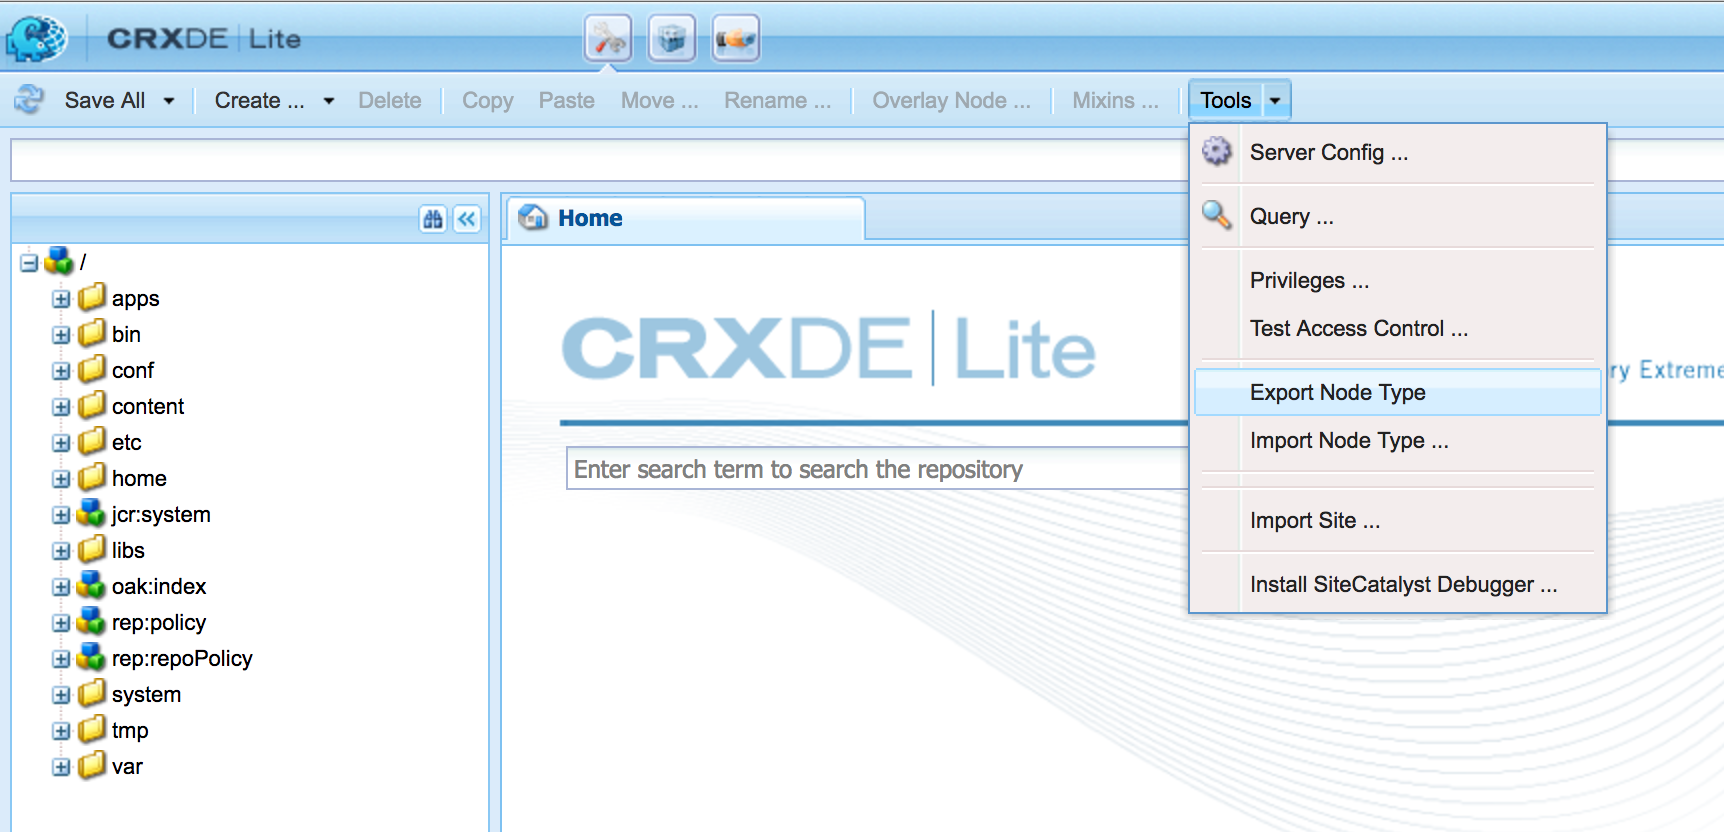 CRXDE | Lite
Save All Create ... Delete Copy Paste Move ... Rename ... Overlay Node ... Mixins ... Tools
Server Config ...
Query ...
Privileges ...
Test Access Control ...
Export Node Type
Import Node Type ...
Import Site ...
Install SiteCatalyst Debugger ...
/
apps
bin
conf
content
etc
home
jcr:system
libs
oak:index
rep:policy
rep:repoPolicy
system
tmp
var
Home
CRXDE | Lite
ry Extreme
Enter search term to search the repository